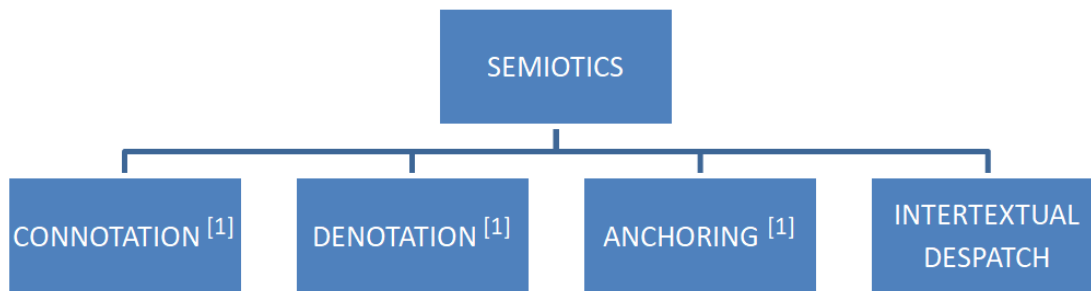 SEMIOTICS
CONNOTATION [1]
DENOTATION [1]
ANCHORING [1]
INTERTEXTUAL
DESPATCH